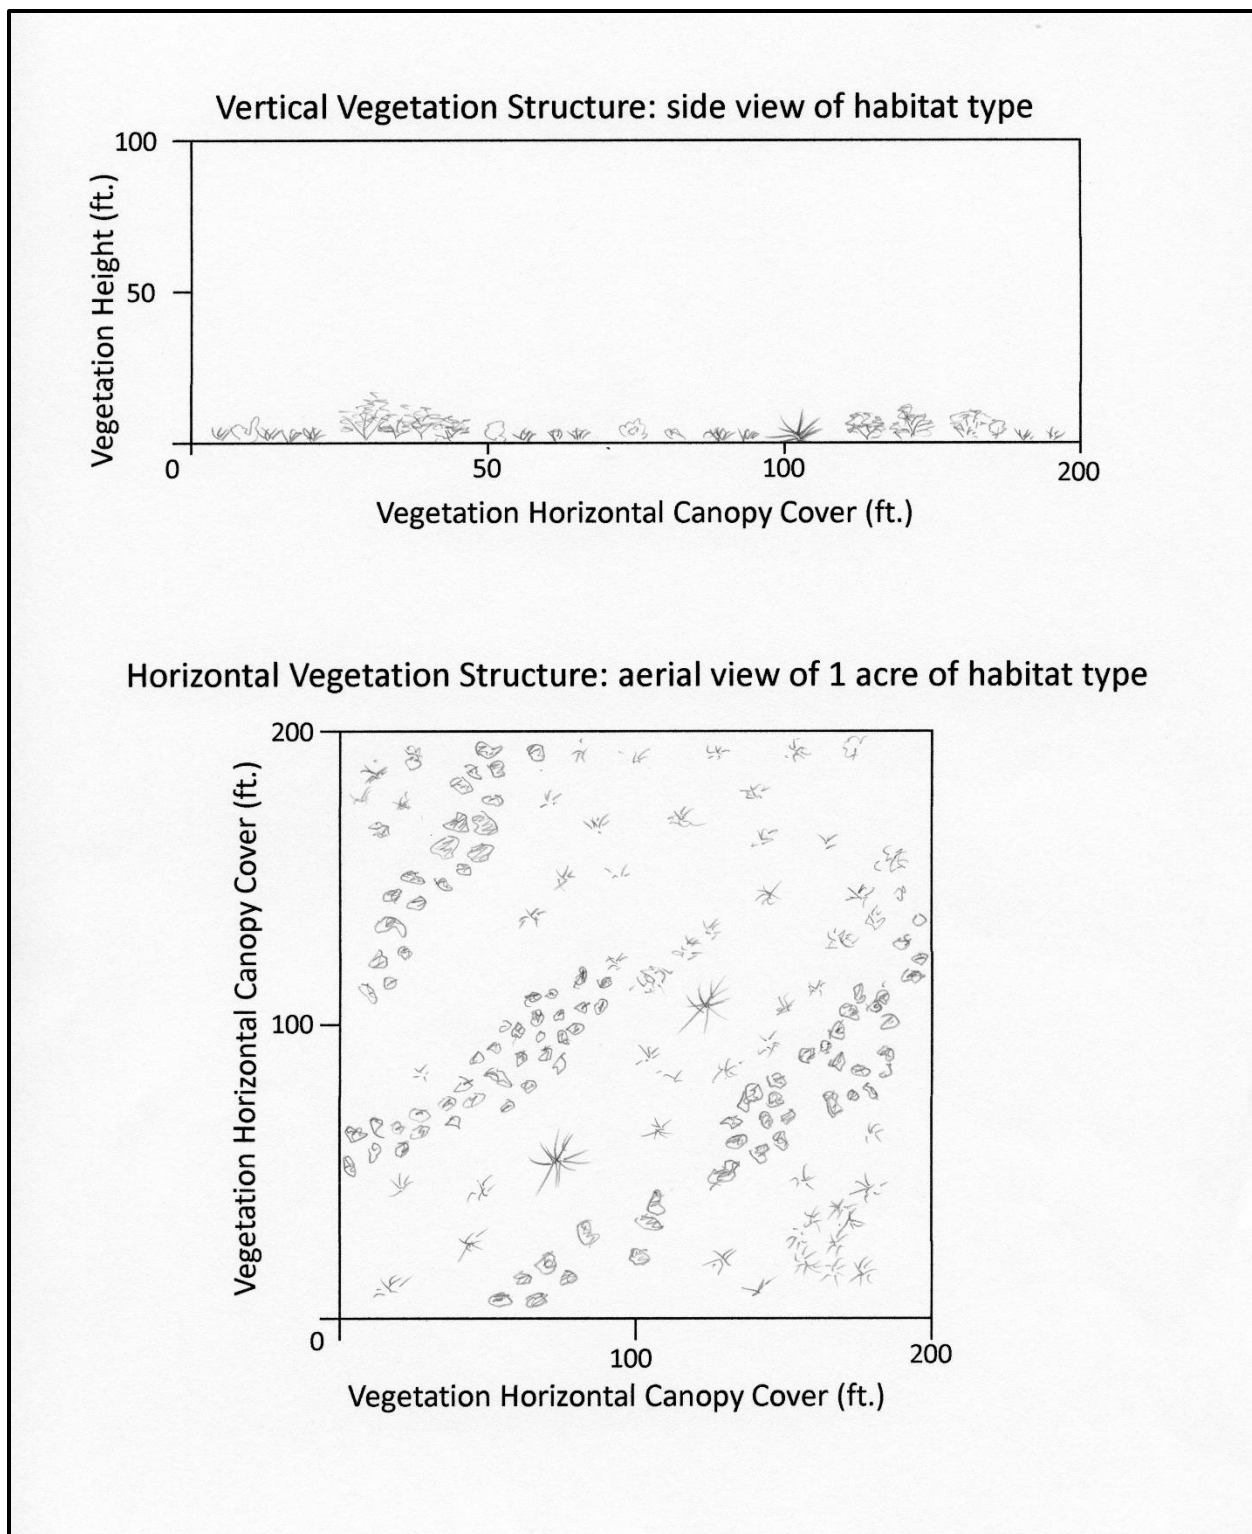 Vertical Vegetation Structure: side view of habitat type
100
50
Vegetation Height (ft.)
0
50
100
200
Vegetation Horizontal Canopy Cover (ft.)
Horizontal Vegetation Structure: aerial view of 1 acre of habitat type
200
100
Vegetation Horizontal Canopy Cover (ft.)
0
100
200
Vegetation Horizontal Canopy Cover (ft.)